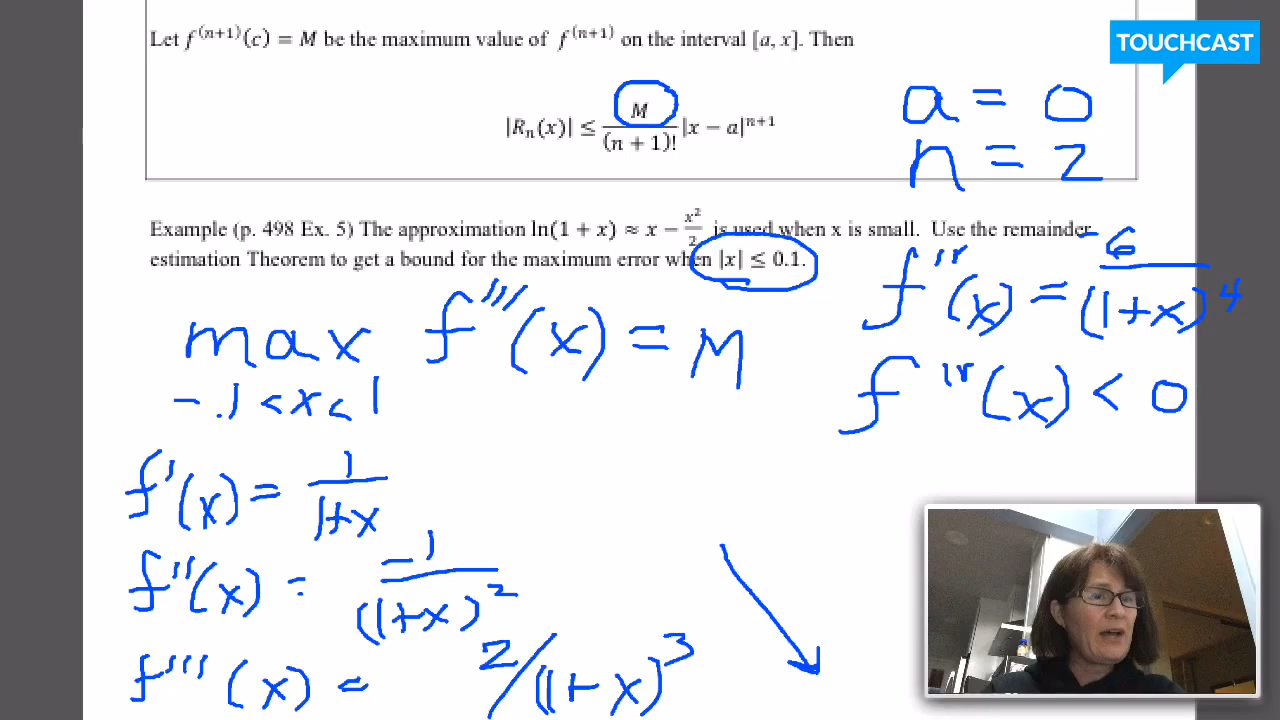 Let f^(n+1)(c) = M be the maximum value of f^(n+1) on the interval [a, x]. Then
TOUCHCAST
|Rₙ(x)| ≤ M/(n + 1)! |x − a|^n+1
a = 0
n = 2
Example (p. 498 Ex. 5) The approximation ln(1 + x) ≈ x − x²/2 is used when x is small. Use the remainder
estimation Theorem to get a bound for the maximum error when |x| ≤ 0.1.
f^iv(x) = -6/(1+x)^4
max f'''(x) = M
-.1 < x < .1
f^iv(x) < 0
f'(x) = 1/1+x
f''(x) = -1/(1+x)²
f'''(x) = 2/(1+x)³